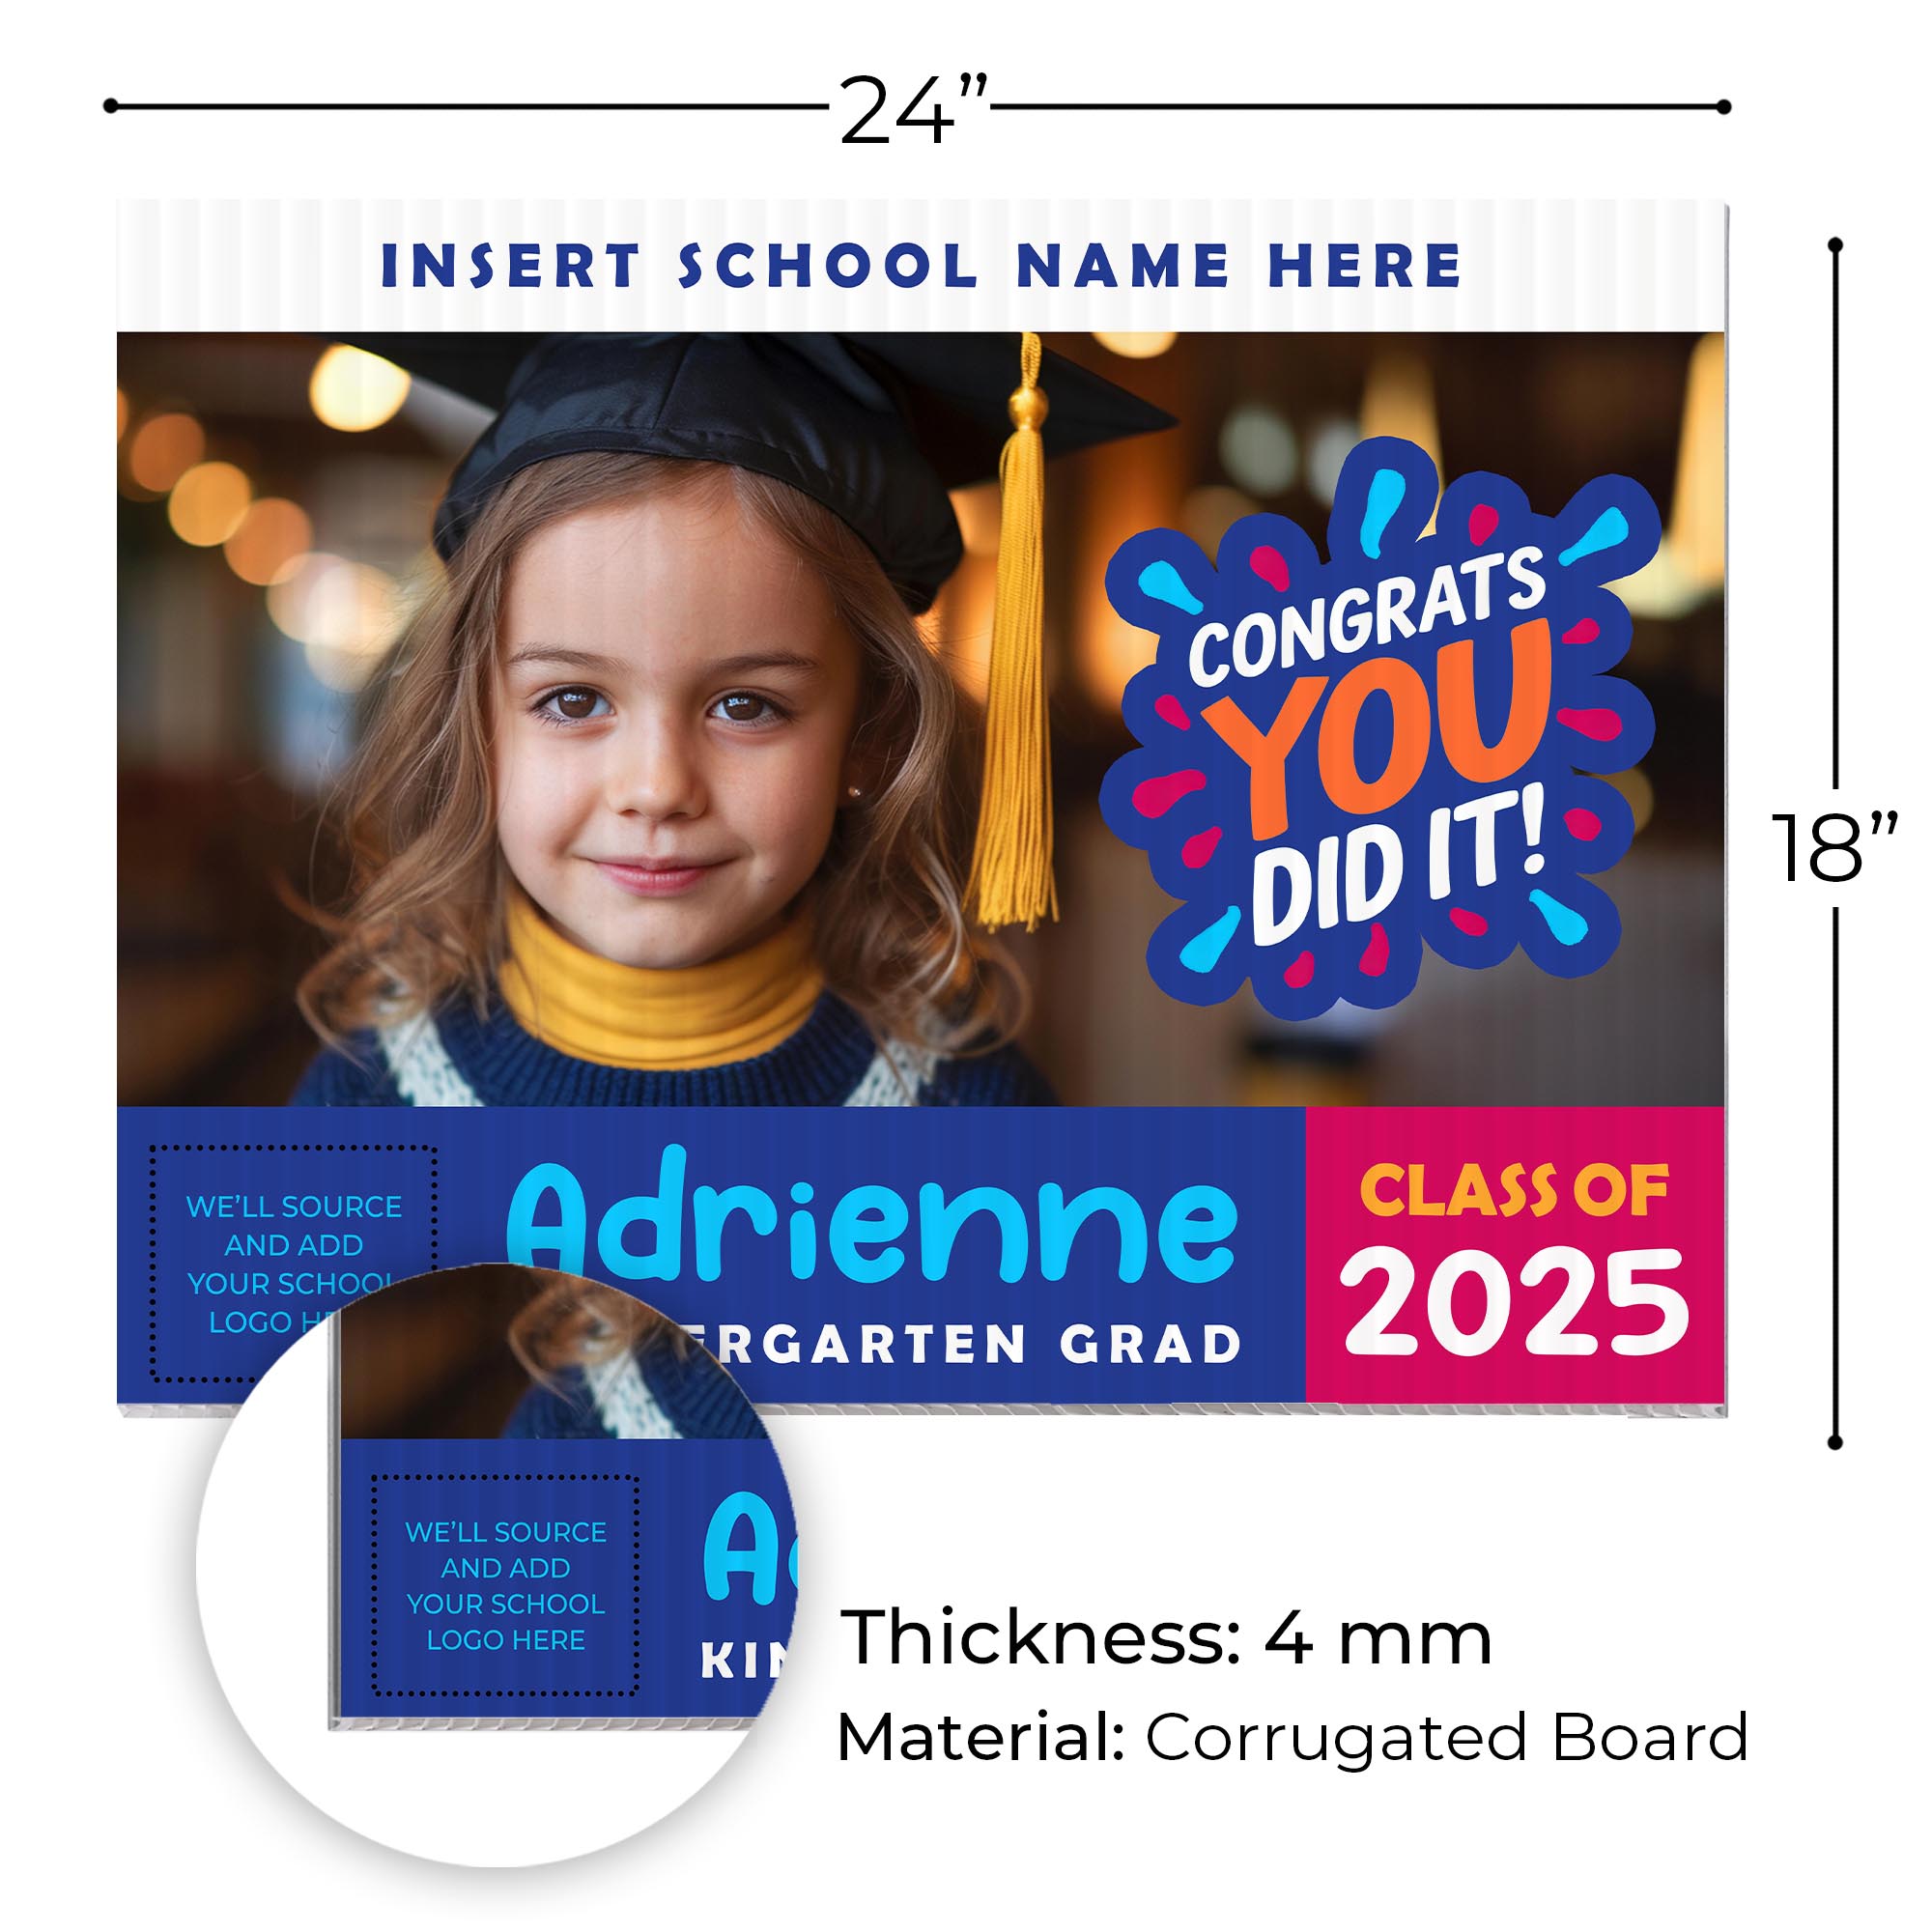 24”
INSERT SCHOOL NAME HERE
CONGRATS
YOU
DID IT!
18”
WE'LL SOURCE
AND ADD
YOUR SCHOOL
LOGO
Adrienne
ERGARTEN GRAD
CLASS OF
2025
WE'LL SOURCE
AND ADD
YOUR SCHOOL
LOGO HERE
A
KIN
Thickness: 4 mm
Material: Corrugated Board